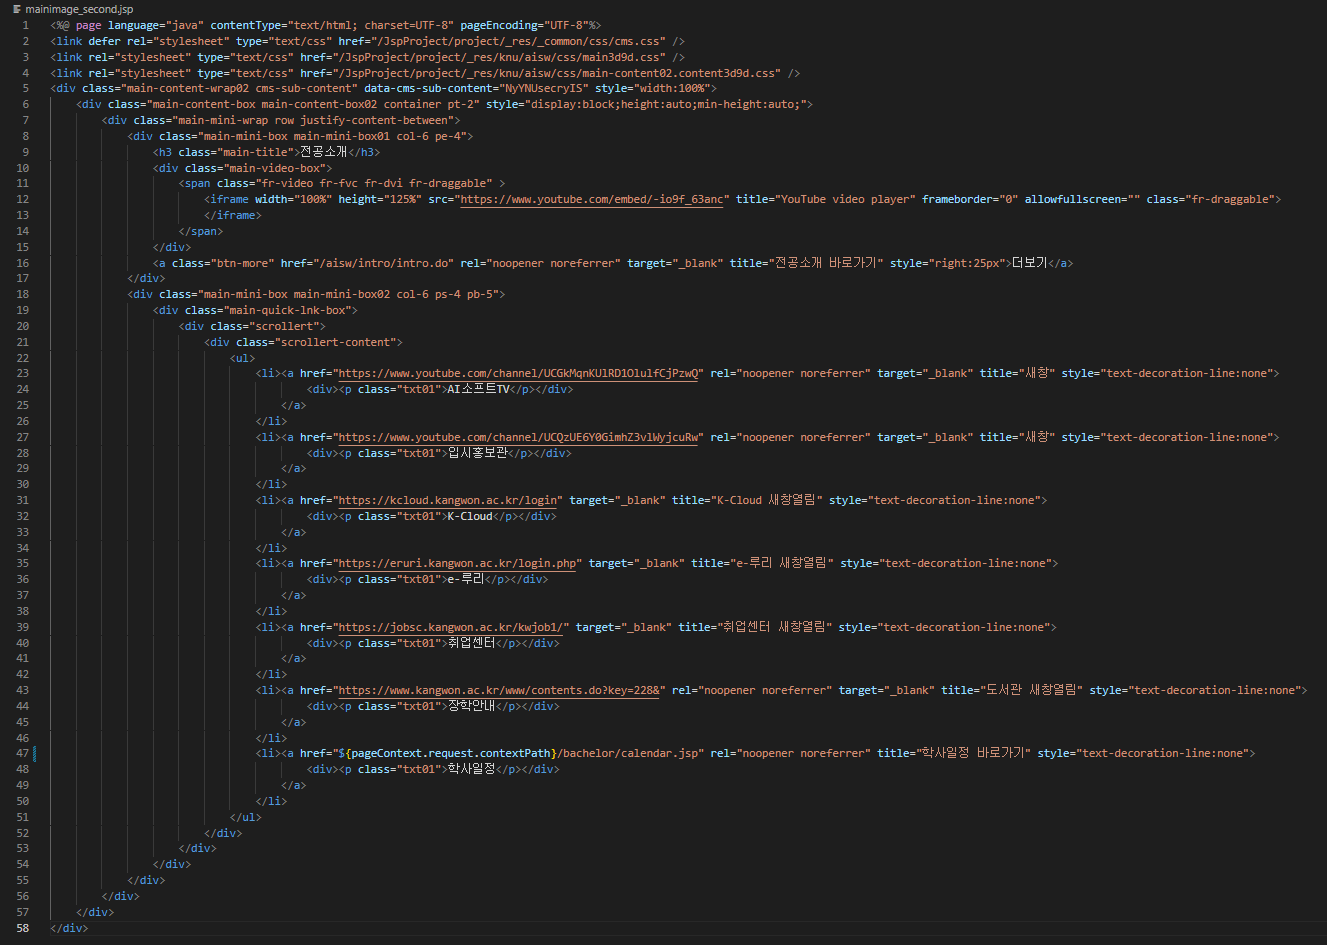 mainimage_second.jsp
1 <%@ page language="java" contentType="text/html; charset=UTF-8" pageEncoding="UTF-8"%>
2 <link defer rel="stylesheet" type="text/css" href="/JspProject/project/_res/_common/css/cms.css" />
3 <link rel="stylesheet" type="text/css" href="/JspProject/project/_res/knu/aisw/css/main3d9d.css" />
4 <link rel="stylesheet" type="text/css" href="/JspProject/project/_res/knu/aisw/css/main-content02.content3d9d.css" />
5 <div class="main-content-wrap02 cms-sub-content" data-cms-sub-content="NyYNUsecryIS" style="width:100%">
6 <div class="main-content-box main-content-box02 container pt-2" style="display:block;height:auto;min-height:auto;">
7 <div class="main-mini-wrap row justify-content-between">
8 <div class="main-mini-box main-mini-box01 col-6 pe-4">
9 <h3 class="main-title">전공소개</h3>
10 <div class="main-video-box">
11 <span class="fr-video fr-fvc fr-dvi fr-draggable" >
12 <iframe width="100%" height="125%" src="https://www.youtube.com/embed/-io9f_63anc" title="YouTube video player" frameborder="0" allowfullscreen="" class="fr-draggable">
13 </iframe>
14 </span>
15 </div>
16 <a class="btn-more" href="/aisw/intro/intro.do" rel="noopener noreferrer" target="_blank" title="전공소개 바로가기" style="right:25px">더보기</a>
17 </div>
18 <div class="main-mini-box main-mini-box02 col-6 ps-4 pb-5">
19 <div class="main-quick-lnk-box">
20 <div class="scrollert">
21 <div class="scrollert-content">
22 <ul>
23 <li><a href="https://www.youtube.com/channel/UCGkMqnKUlRD1OlulfCjPzwQ" rel="noopener noreferrer" target="_blank" title="새창" style="text-decoration-line:none">
24 <div><p class="txt01">AI소프트TV</p></div>
25 </a>
26 </li>
27 <li><a href="https://www.youtube.com/channel/UCQzUE6Y0GimhZ3vlWyjcuRw" rel="noopener noreferrer" target="_blank" title="새창" style="text-decoration-line:none">
28 <div><p class="txt01">입시홍보관</p></div>
29 </a>
30 </li>
31 <li><a href="https://kcloud.kangwon.ac.kr/login" target="_blank" title="K-Cloud 새창열림" style="text-decoration-line:none">
32 <div><p class="txt01">K-Cloud</p></div>
33 </a>
34 </li>
35 <li><a href="https://eruri.kangwon.ac.kr/login.php" target="_blank" title="e-루리 새창열림" style="text-decoration-line:none">
36 <div><p class="txt01">e-루리</p></div>
37 </a>
38 </li>
39 <li><a href="https://jobsc.kangwon.ac.kr/kwjob1/" target="_blank" title="취업센터 새창열림" style="text-decoration-line:none">
40 <div><p class="txt01">취업센터</p></div>
41 </a>
42 </li>
43 <li><a href="https://www.kangwon.ac.kr/www/contents.do?key=228&" rel="noopener noreferrer" target="_blank" title="도서관 새창열림" style="text-decoration-line:none">
44 <div><p class="txt01">장학안내</p></div>
45 </a>
46 </li>
47 <li><a href="${pageContext.request.contextPath}/bachelor/calendar.jsp" rel="noopener noreferrer" title="학사일정 바로가기" style="text-decoration-line:none">
48 <div><p class="txt01">학사일정</p></div>
49 </a>
50 </li>
51 </ul>
52 </div>
53 </div>
54 </div>
55 </div>
56 </div>
57 </div>
58 </div>